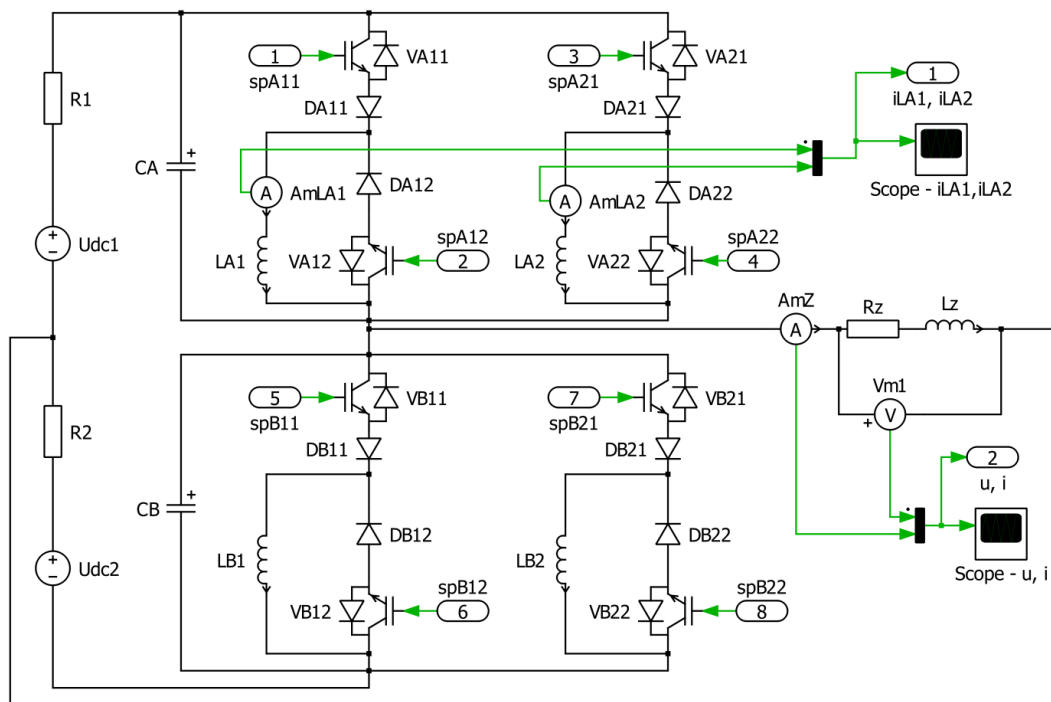 1
spA11
VA11
3
spA21
VA21
1
iLA1, iLA2
R1
DA11
DA21
CA
+
A
AmLA1
DA12
A
AmLA2
DA22
Scope - iLA1,iLA2
+
−
Udc1
LA1
VA12
spA12
2
LA2
VA22
spA22
4
AmZ
A
Rz
Lz
5
spB11
VB11
7
spB21
VB21
Vm1
V
+
R2
DB11
DB21
2
u, i
CB
+
LB1
DB12
LB2
DB22
Scope - u, i
+
−
Udc2
VB12
spB12
6
VB22
spB22
8